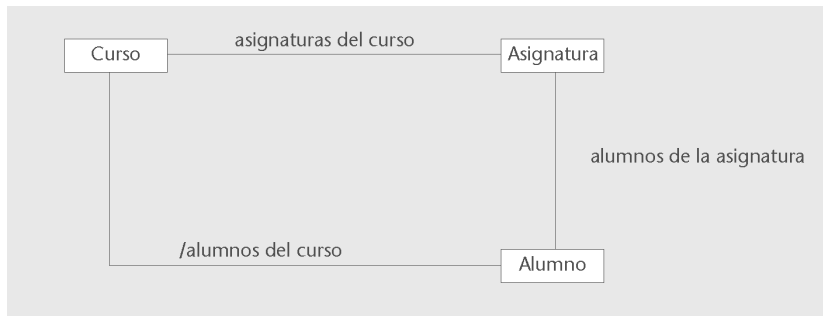 asignaturas del curso
Curso
Asignatura
alumnos de la asignatura
/alumnos del curso
Alumno